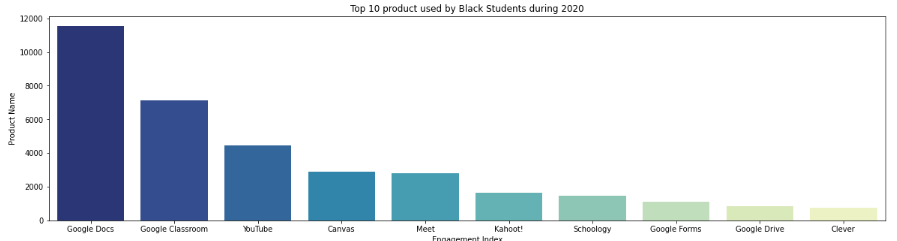 Top 10 product used by Black Students during 2020
12000
10000
8000
6000
4000
2000
0
Product Name
Google Docs Google Classroom YouTube Canvas Meet Kahoot! Schoology Google Forms Google Drive Clever
Engagement Index